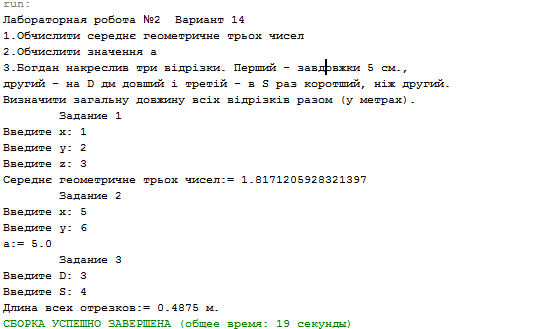 run:
Лабораторная робота №2  Вариант 14
1.Обчислити середнє геометричне трьох чисел
2.Обчислити значення а
3.Богдан накреслив три відрізки. Перший – завдовжки 5 см.,
другий – на D дм довший і третій – в S раз коротший, ніж другий.
Визначити загальну довжину всіх відрізків разом (у метрах).
        Задание 1
Введите x: 1
Введите y: 2
Введите z: 3
Середнє геометричне трьох чисел:= 1.8171205928321397
        Задание 2
Введите x: 5
Введите y: 6
a:= 5.0
        Задание 3
Введите D: 3
Введите S: 4
Длина всех отрезков:= 0.4875 м.
СБОРКА УСПЕШНО ЗАВЕРШЕНА (общее время: 19 секунды)